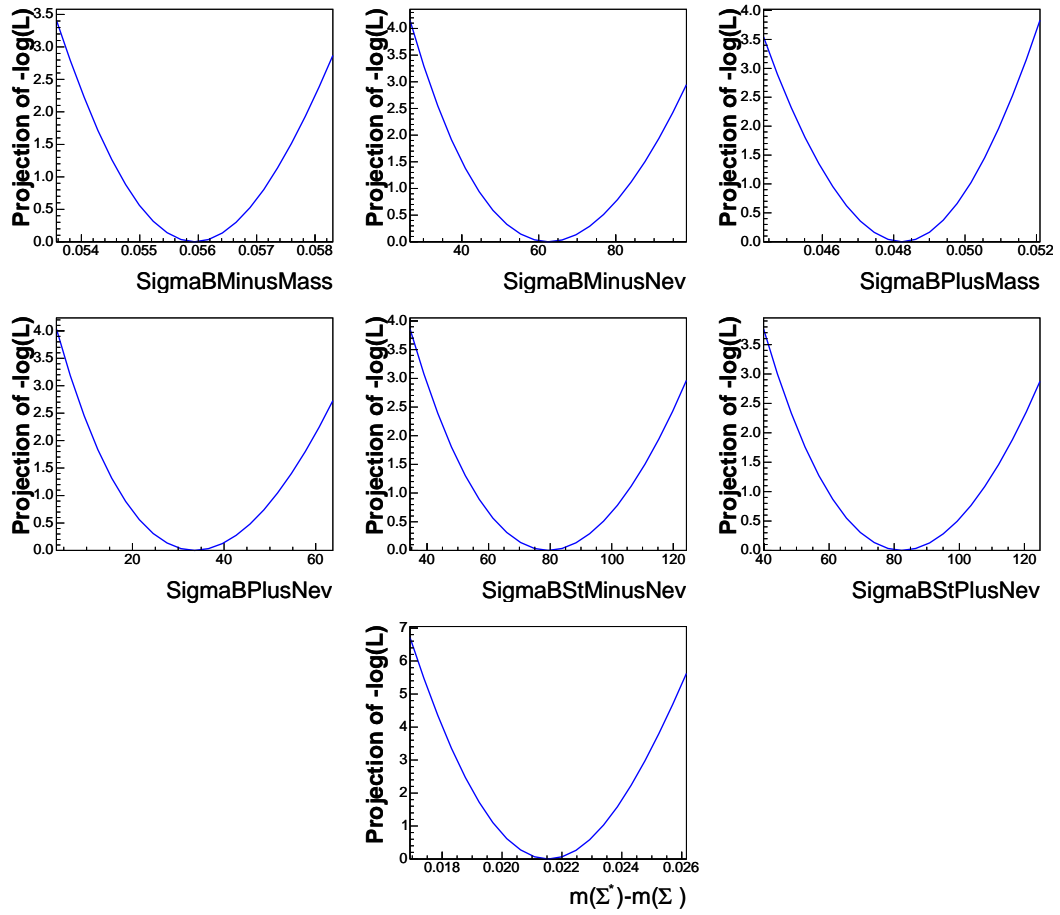 Projection of -log(L)
3.5
3.0
2.5
2.0
1.5
1.0
0.5
0.0
0.054 0.055 0.056 0.057 0.058
SigmaBMinusMass
Projection of -log(L)
4.0
3.5
3.0
2.5
2.0
1.5
1.0
0.5
0.0
40 60 80
SigmaBMinusNev
Projection of -log(L)
4.0
3.5
3.0
2.5
2.0
1.5
1.0
0.5
0.0
0.046 0.048 0.050 0.052
SigmaBPlusMass
Projection of -log(L)
4.0
3.5
3.0
2.5
2.0
1.5
1.0
0.5
0.0
20 40 60
SigmaBPlusNev
Projection of -log(L)
4.0
3.5
3.0
2.5
2.0
1.5
1.0
0.5
0.0
40 60 80 100 120
SigmaBStMinusNev
Projection of -log(L)
3.5
3.0
2.5
2.0
1.5
1.0
0.5
0.0
40 60 80 100 120
SigmaBStPlusNev
Projection of -log(L)
7
6
5
4
3
2
1
0
0.018 0.020 0.022 0.024 0.026
m(Σ*)-m(Σ )